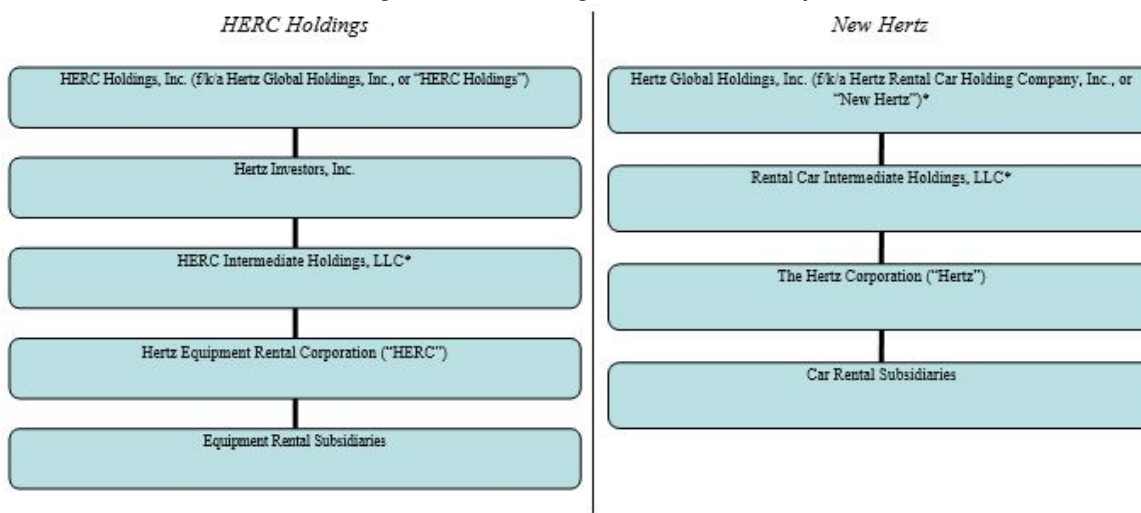 HERC Holdings
HERC Holdings, Inc. (f/k/a Hertz Global Holdings, Inc., or “HERC Holdings”)
Hertz Investors, Inc.
HERC Intermediate Holdings, LLC*
Hertz Equipment Rental Corporation (“HERC”)
Equipment Rental Subsidiaries
New Hertz
Hertz Global Holdings, Inc. (f/k/a Hertz Rental Car Holding Company, Inc., or
“New Hertz”)*
Rental Car Intermediate Holdings, LLC*
The Hertz Corporation (“Hertz”)
Car Rental Subsidiaries